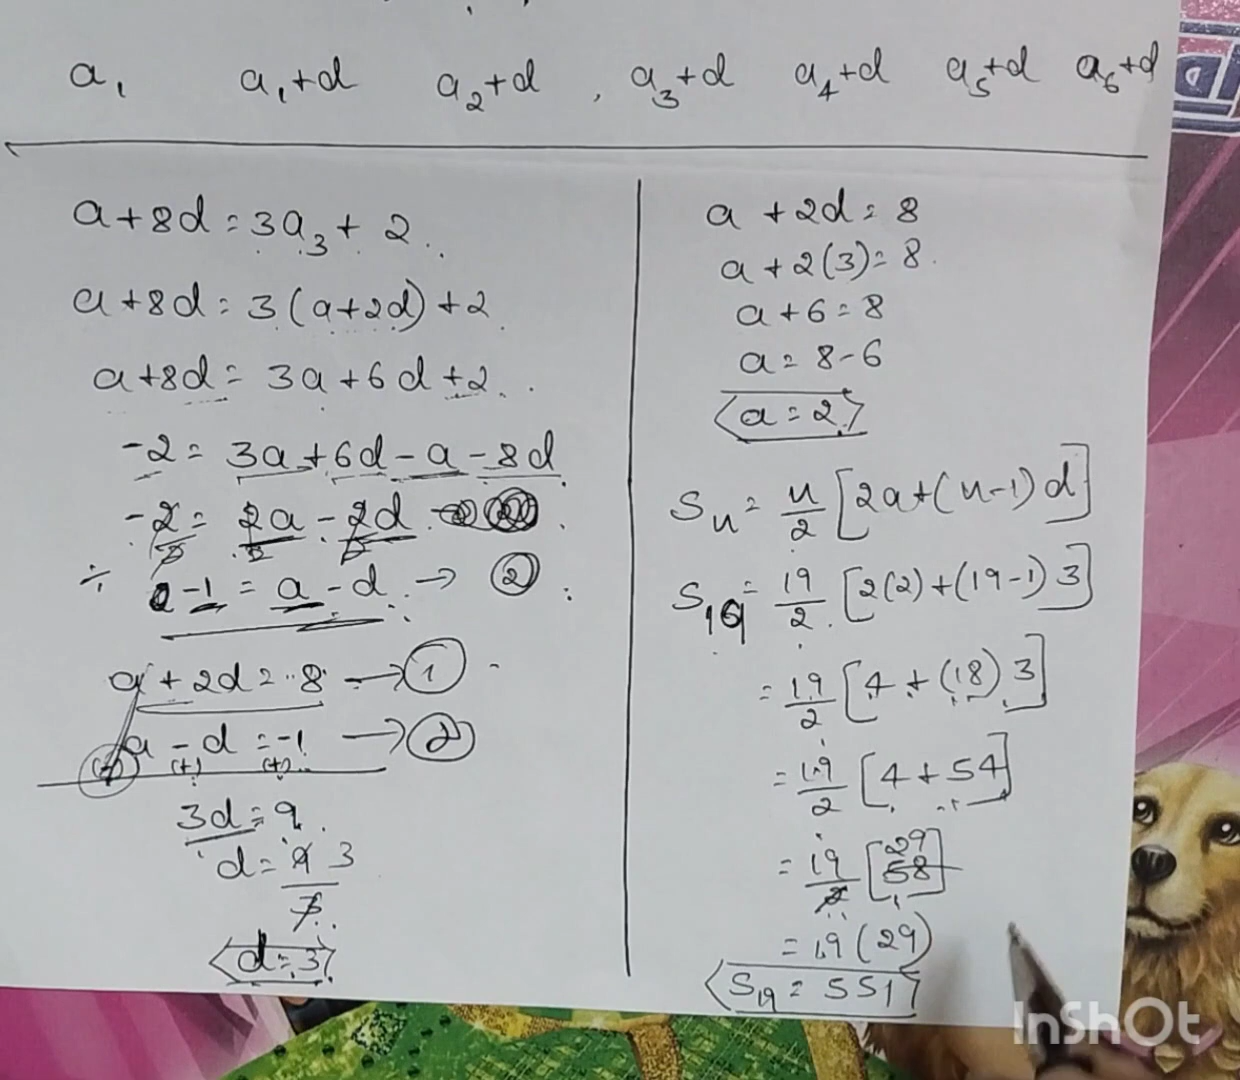 a₁ a₁+d a₂+d , a₃+d a₄+d a₅+d a₆+d
a+8d = 3a₃+ 2
a+8d = 3(a+2d)+2
a+8d = 3a+6d+2
-2 = 3a+6d-a-8d
-2 = 2a-2d
÷ -1 = a-d → ②
a+2d = 8 → ①
a-d = -1 → ②
(-) (+) (+)
3d = 9
d = 9 3
3
d = 3
a +2d = 8
a +2(3) = 8
a+6 = 8
a = 8-6
a = 2
Sn = n/2 [2a+(n-1)d]
S19 = 19/2 [2(2)+(19-1)3]
= 19/2 [4+(18)3]
= 19/2 [4+54]
29
= 19/2 [58]
= 19(29)
S19 = 551
InShOt